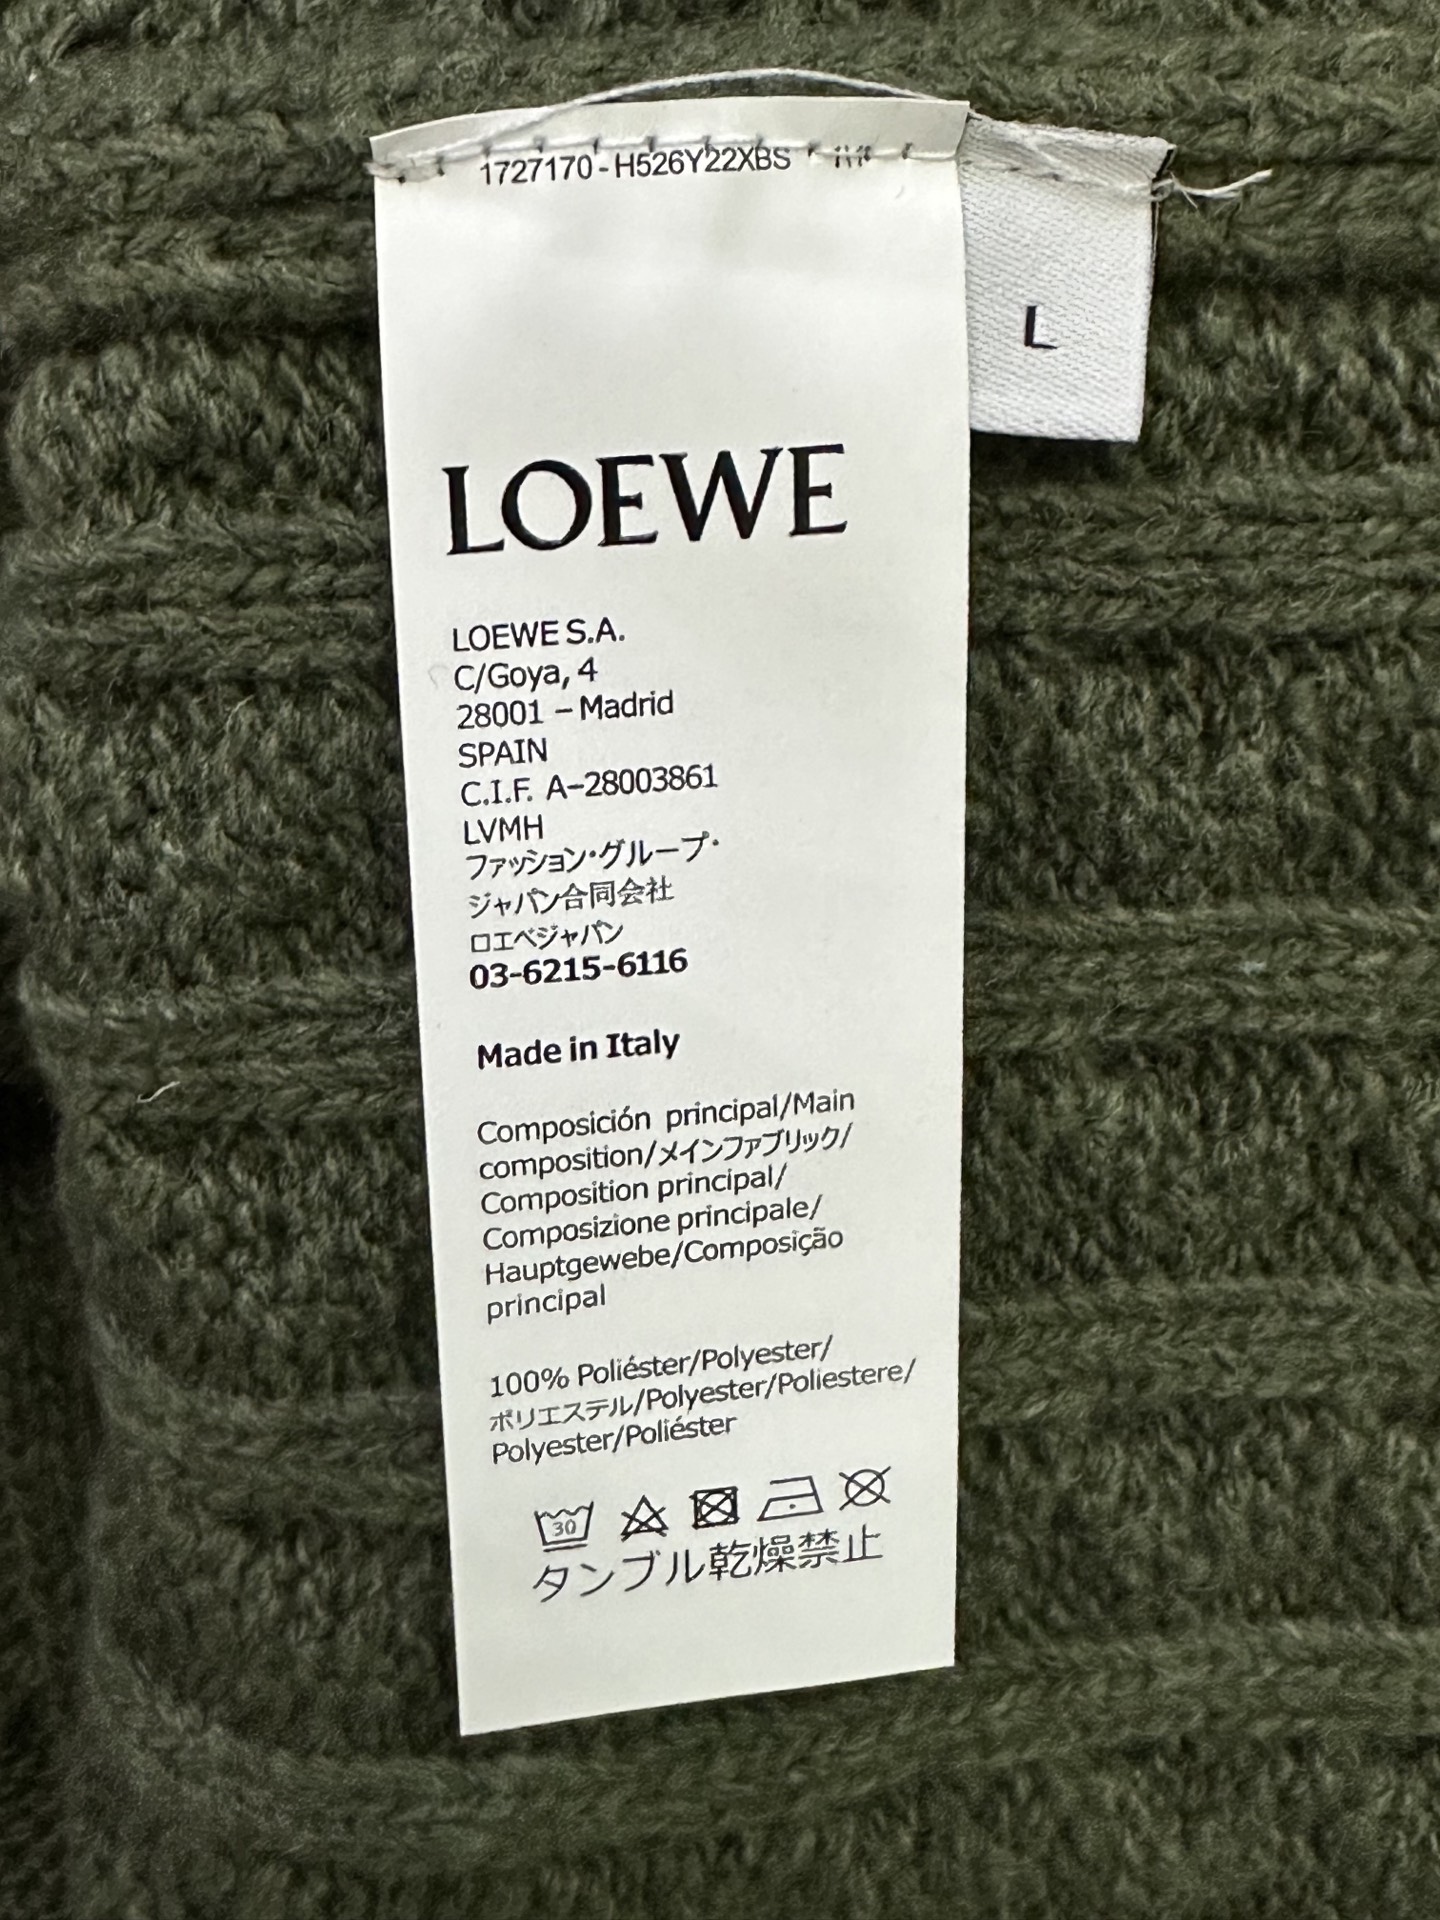 1727170-H526Y22XBS
L
LOEWE
LOEWE S.A.
C/Goya, 4
28001 – Madrid
SPAIN
C.I.F. A-28003861
LVMH
ファッション・グループ・
ジャパン合同会社
ロエベジャパン
03-6215-6116
Made in Italy
Composición principal/Main
composition/メインファブリック/
Composition principal/
Composizione principale/
Hauptgewebe/Composição
principal
100% Poliéster/Polyester/
ポリエステル/Polyester/Poliestere/
Polyester/Poliéster
30
タンブル乾燥禁止